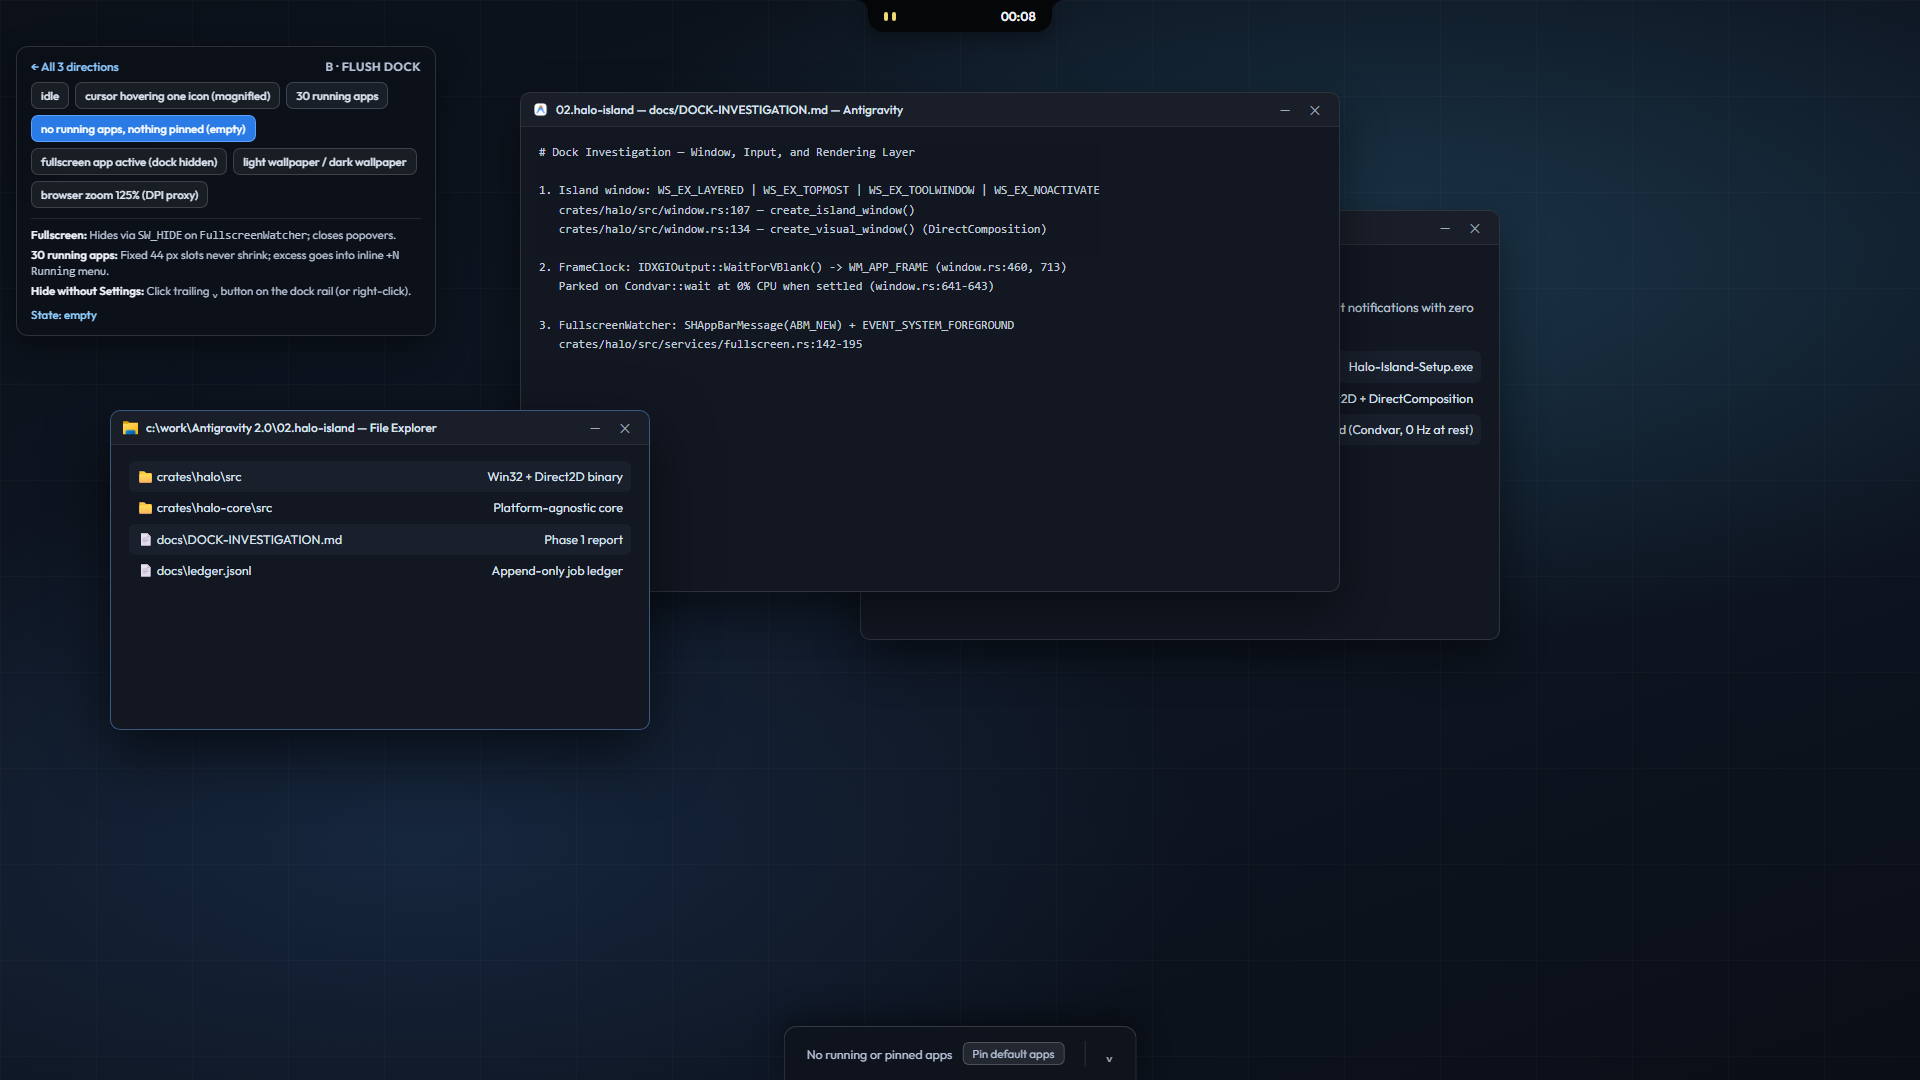 00:08
← All 3 directions
B · FLUSH DOCK
idle
cursor hovering one icon (magnified)
30 running apps
no running apps, nothing pinned (empty)
fullscreen app active (dock hidden)
light wallpaper / dark wallpaper
browser zoom 125% (DPI proxy)
Fullscreen: Hides via SW_HIDE on FullscreenWatcher; closes popovers.
30 running apps: Fixed 44 px slots never shrink; excess goes into inline +N
Running menu.
Hide without Settings: Click trailing ⌄ button on the dock rail (or right-click).
State: empty
02.halo-island — docs/DOCK-INVESTIGATION.md — Antigravity
# Dock Investigation — Window, Input, and Rendering Layer
1. Island window: WS_EX_LAYERED | WS_EX_TOPMOST | WS_EX_TOOLWINDOW | WS_EX_NOACTIVATE
crates/halo/src/window.rs:107 — create_island_window()
crates/halo/src/window.rs:134 — create_visual_window() (DirectComposition)
2. FrameClock: IDXGIOutput::WaitForVBlank() -> WM_APP_FRAME (window.rs:460, 713)
Parked on Condvar::wait at 0% CPU when settled (window.rs:641-643)
3. FullscreenWatcher: SHAppBarMessage(ABM_NEW) + EVENT_SYSTEM_FOREGROUND
crates/halo/src/services/fullscreen.rs:142-195
t notifications with zero
Halo-Island-Setup.exe
2D + DirectComposition
d (Condvar, 0 Hz at rest)
c:\work\Antigravity 2.0\02.halo-island — File Explorer
crates\halo\src
Win32 + Direct2D binary
crates\halo-core\src
Platform-agnostic core
docs\DOCK-INVESTIGATION.md
Phase 1 report
docs\ledger.jsonl
Append-only job ledger
No running or pinned apps
Pin default apps
⌄